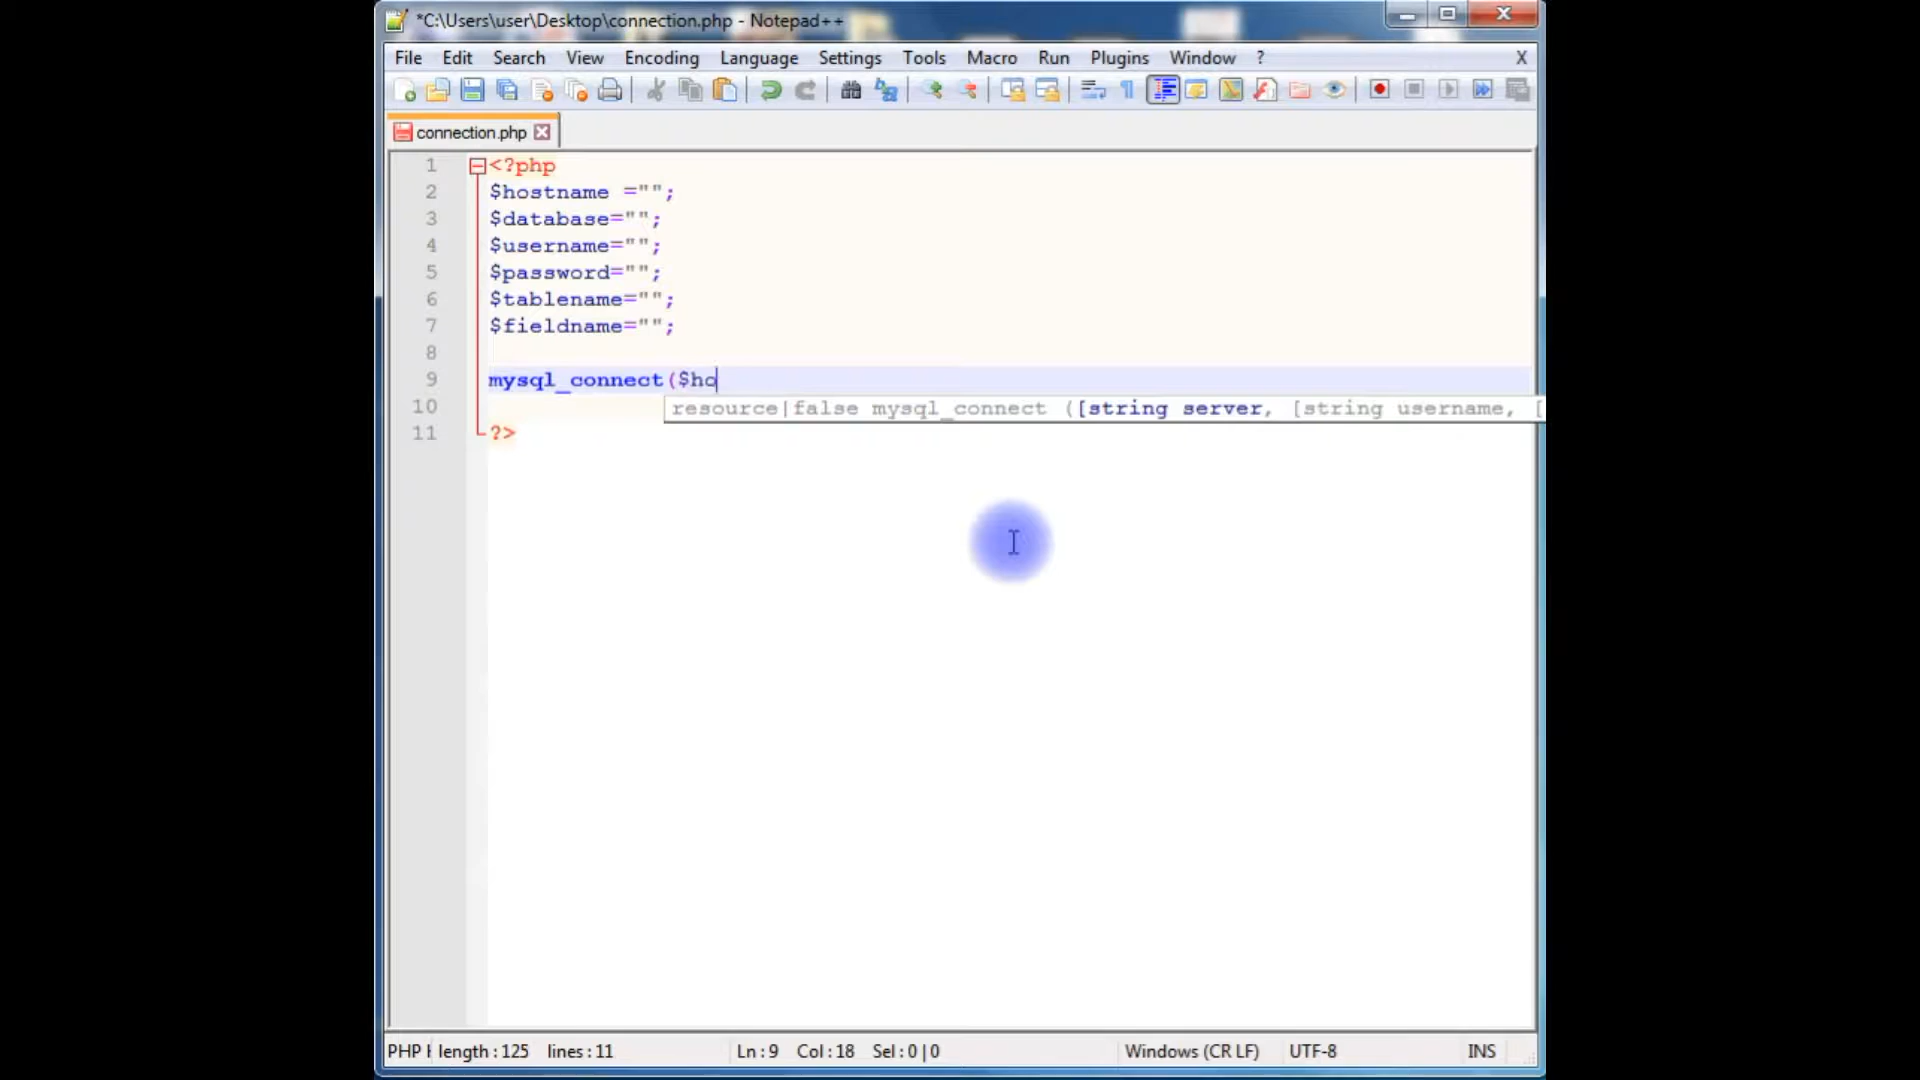 *C:\Users\user\Desktop\connection.php - Notepad++
File Edit Search View Encoding Language Settings Tools Macro Run Plugins Window ? X
connection.php
1 <?php
2 $hostname ="";
3 $database="";
4 $username="";
5 $password="";
6 $tablename="";
7 $fieldname="";
8
9 mysql_connect($ho
10 resource|false mysql_connect ([string server, [string username, [
11 ?>
PHP length : 125 lines : 11 Ln : 9 Col : 18 Sel : 0 | 0 Windows (CR LF) UTF-8 INS